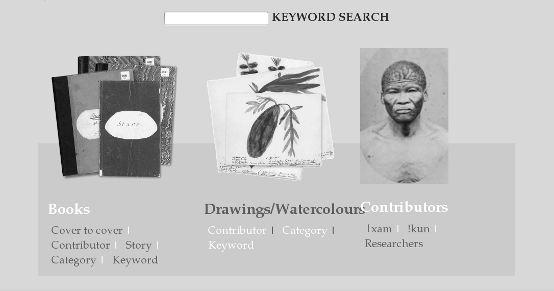 KEYWORD SEARCH
Books
Cover to cover |
Contributor | Story |
Category | Keyword
Drawings/Watercolours
Contributor | Category |
Keyword
Contributors
|xam | !kun |
Researchers